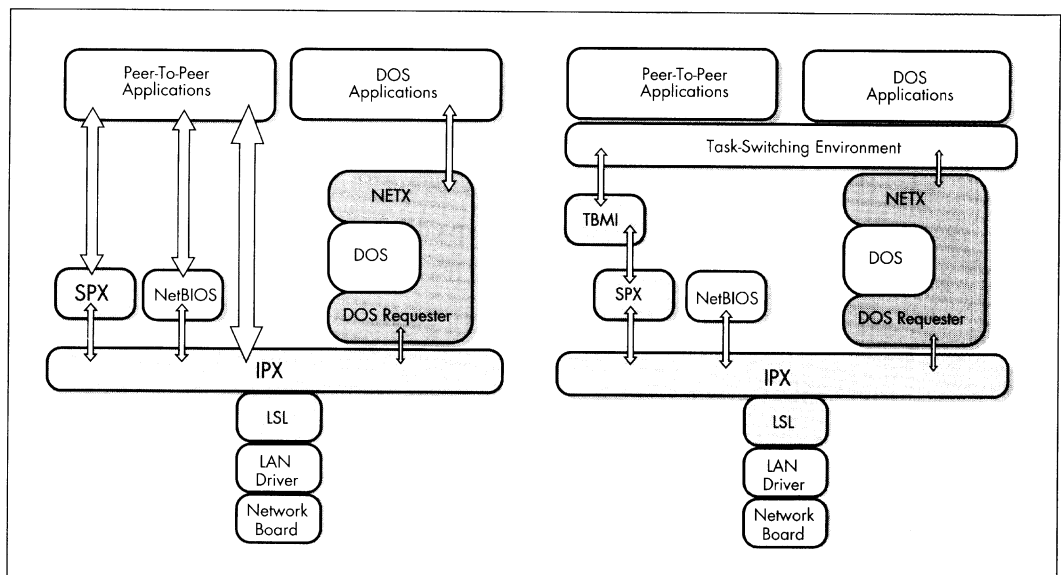 Peer-To-Peer
Applications
DOS
Applications
NETX
DOS
SPX
NetBIOS
DOS Requester
IPX
LSL
LAN
Driver
Network
Board
Peer-To-Peer
Applications
DOS
Applications
Task-Switching Environment
NETX
TBMI
DOS
SPX
NetBIOS
DOS Requester
IPX
LSL
LAN
Driver
Network
Board